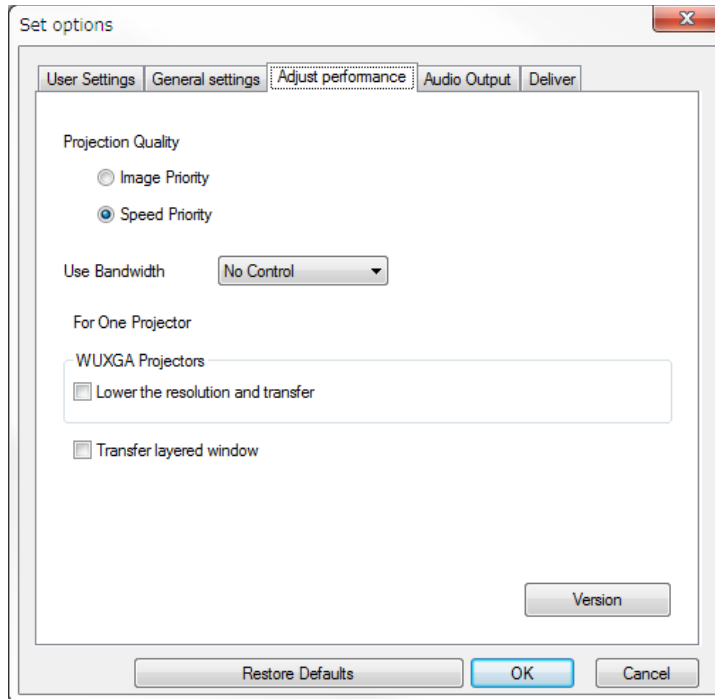 Set options
User Settings General settings Adjust performance Audio Output Deliver
Projection Quality
Image Priority
Speed Priority
Use Bandwidth No Control
For One Projector
WUXGA Projectors
Lower the resolution and transfer
Transfer layered window
Version
Restore Defaults OK Cancel